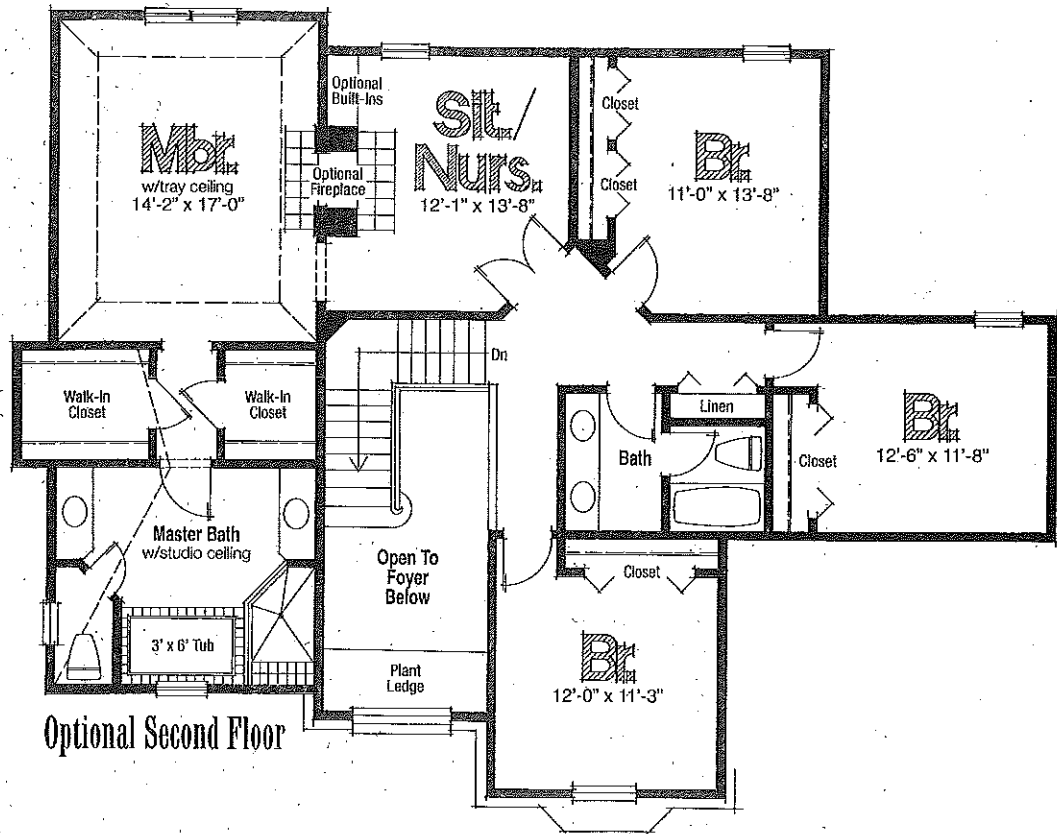 Mbr.
w/tray ceiling
14'-2" x 17'-0"
Optional
Built-Ins
Optional
Fireplace
Sit./
Nurs.
12'-1" x 13'-8"
Closet
Closet
Br.
11'-0" x 13'-8"
Walk-In
Closet
Walk-In
Closet
Dn
Linen
Bath
Closet
Br.
12'-6" x 11'-8"
Master Bath
w/studio ceiling
3' x 6' Tub
Open To
Foyer
Below
Plant
Ledge
Closet
Br.
12'-0" x 11'-3"
Optional Second Floor